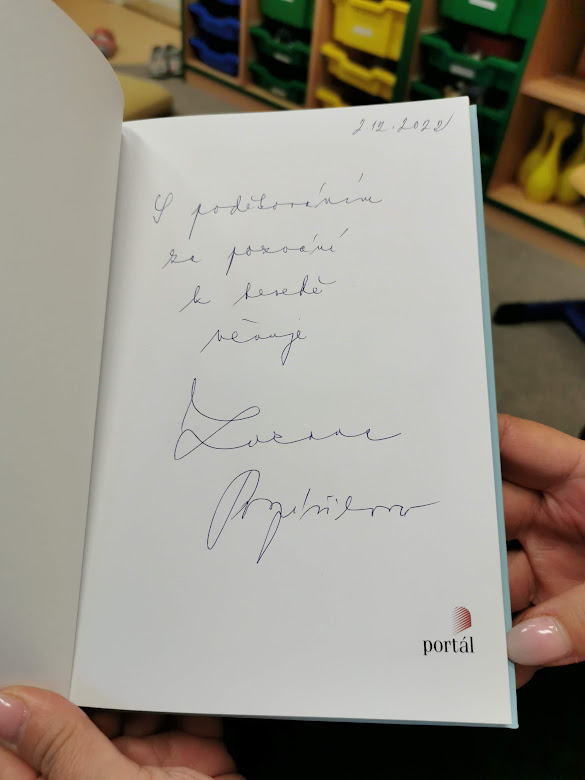 2 12. 2022
S poděkováním
za pozvání
k besedě
věnuje
portál